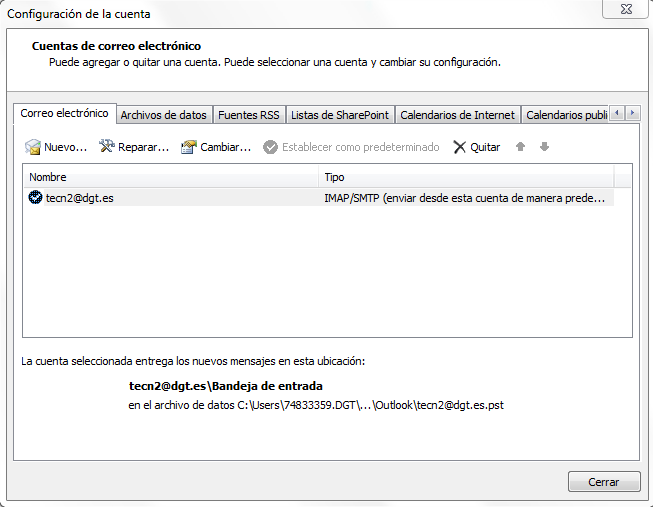 Configuración de la cuenta
Cuentas de correo electrónico
Puede agregar o quitar una cuenta. Puede seleccionar una cuenta y cambiar su configuración.
Correo electrónico Archivos de datos Fuentes RSS Listas de SharePoint Calendarios de Internet Calendarios publi
Nuevo... Reparar... Cambiar... Establecer como predeterminado Quitar
Nombre Tipo
tecn2@dgt.es IMAP/SMTP (enviar desde esta cuenta de manera prede...
La cuenta seleccionada entrega los nuevos mensajes en esta ubicación:
tecn2@dgt.es\Bandeja de entrada
en el archivo de datos C:\Users\74833359.DGT\...\Outlook\tecn2@dgt.es.pst
Cerrar